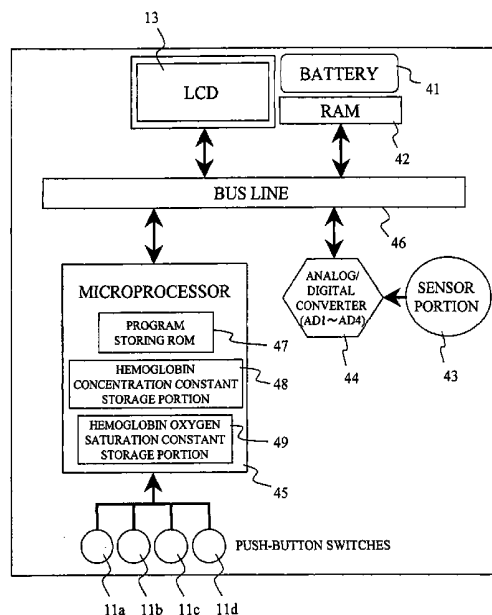 13
LCD
BATTERY
41
RAM
42
BUS LINE
46
MICROPROCESSOR
PROGRAM
STORING ROM
47
HEMOGLOBIN
CONCENTRATION CONSTANT
STORAGE PORTION
48
HEMOGLOBIN OXYGEN
SATURATION CONSTANT
STORAGE PORTION
49
45
ANALOG/
DIGITAL
CONVERTER
(AD1~AD4)
44
SENSOR
PORTION
43
PUSH-BUTTON SWITCHES
11a 11b 11c 11d